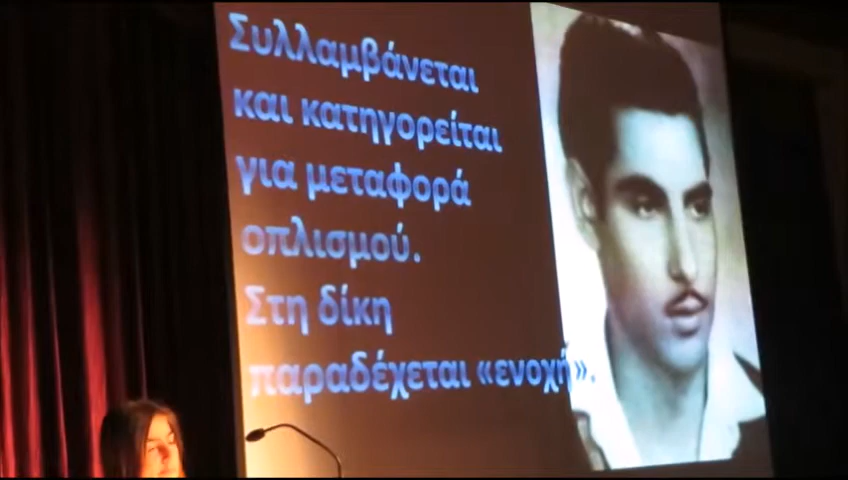 Συλλαμβάνεται
και κατηγορείται
για μεταφορά
οπλισμού.
Στη δίκη
παραδέχεται «ενοχή».